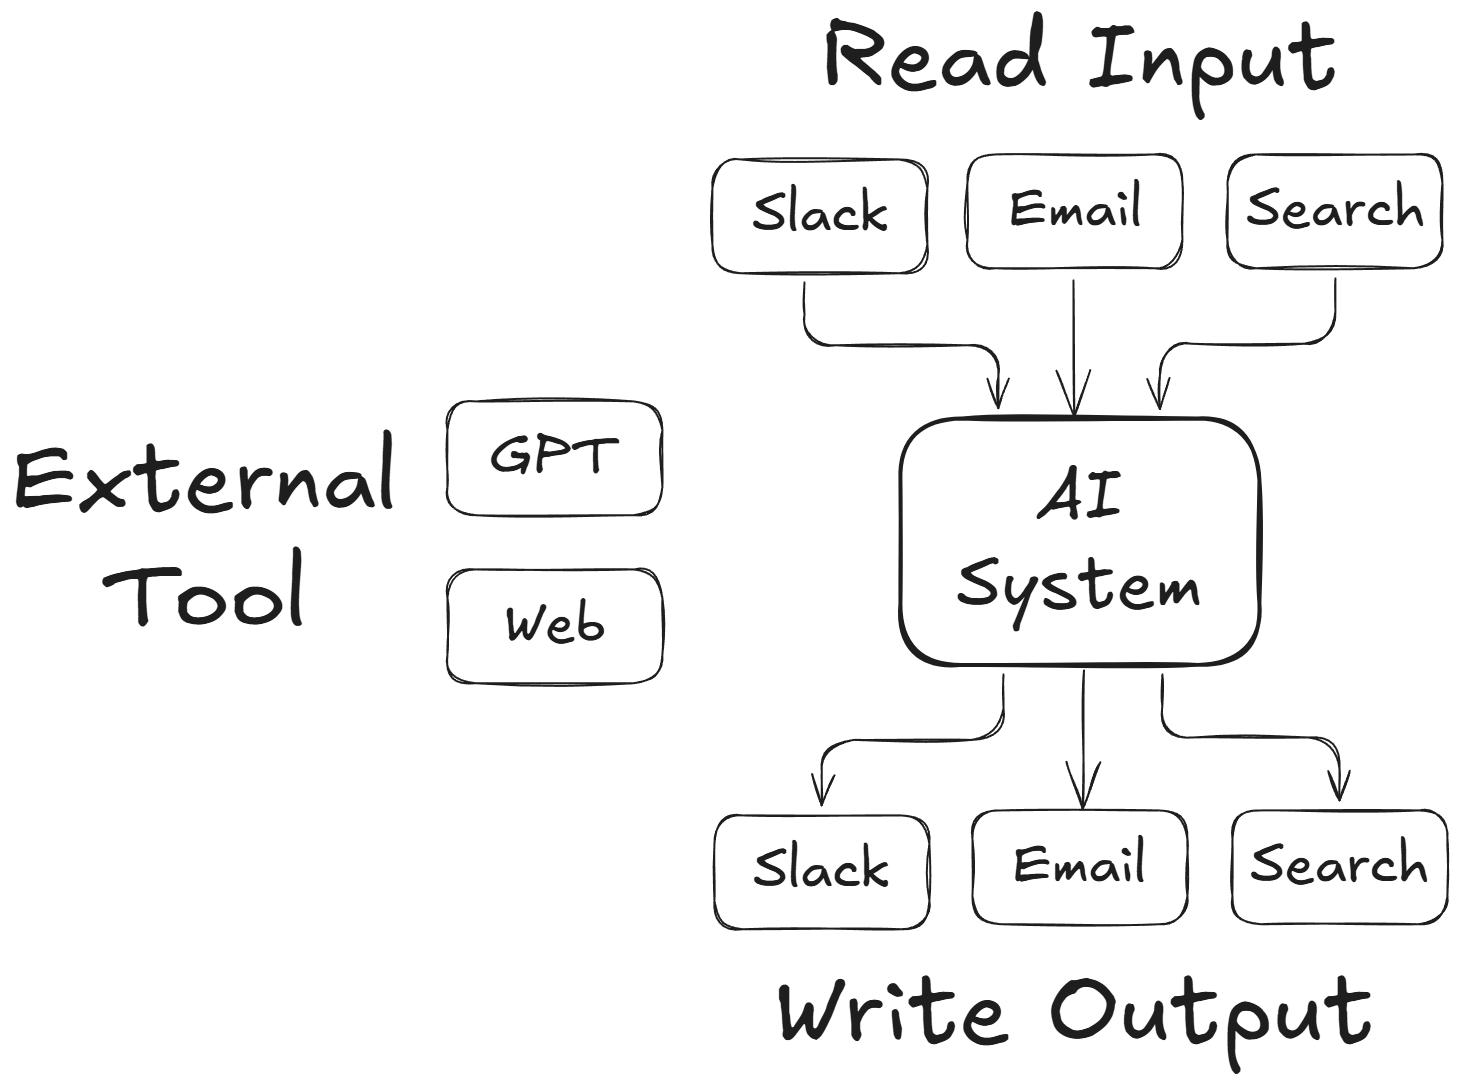 Read Input
Slack
Email
Search
External
Tool
GPT
Web
AI
System
Slack
Email
Search
Write Output